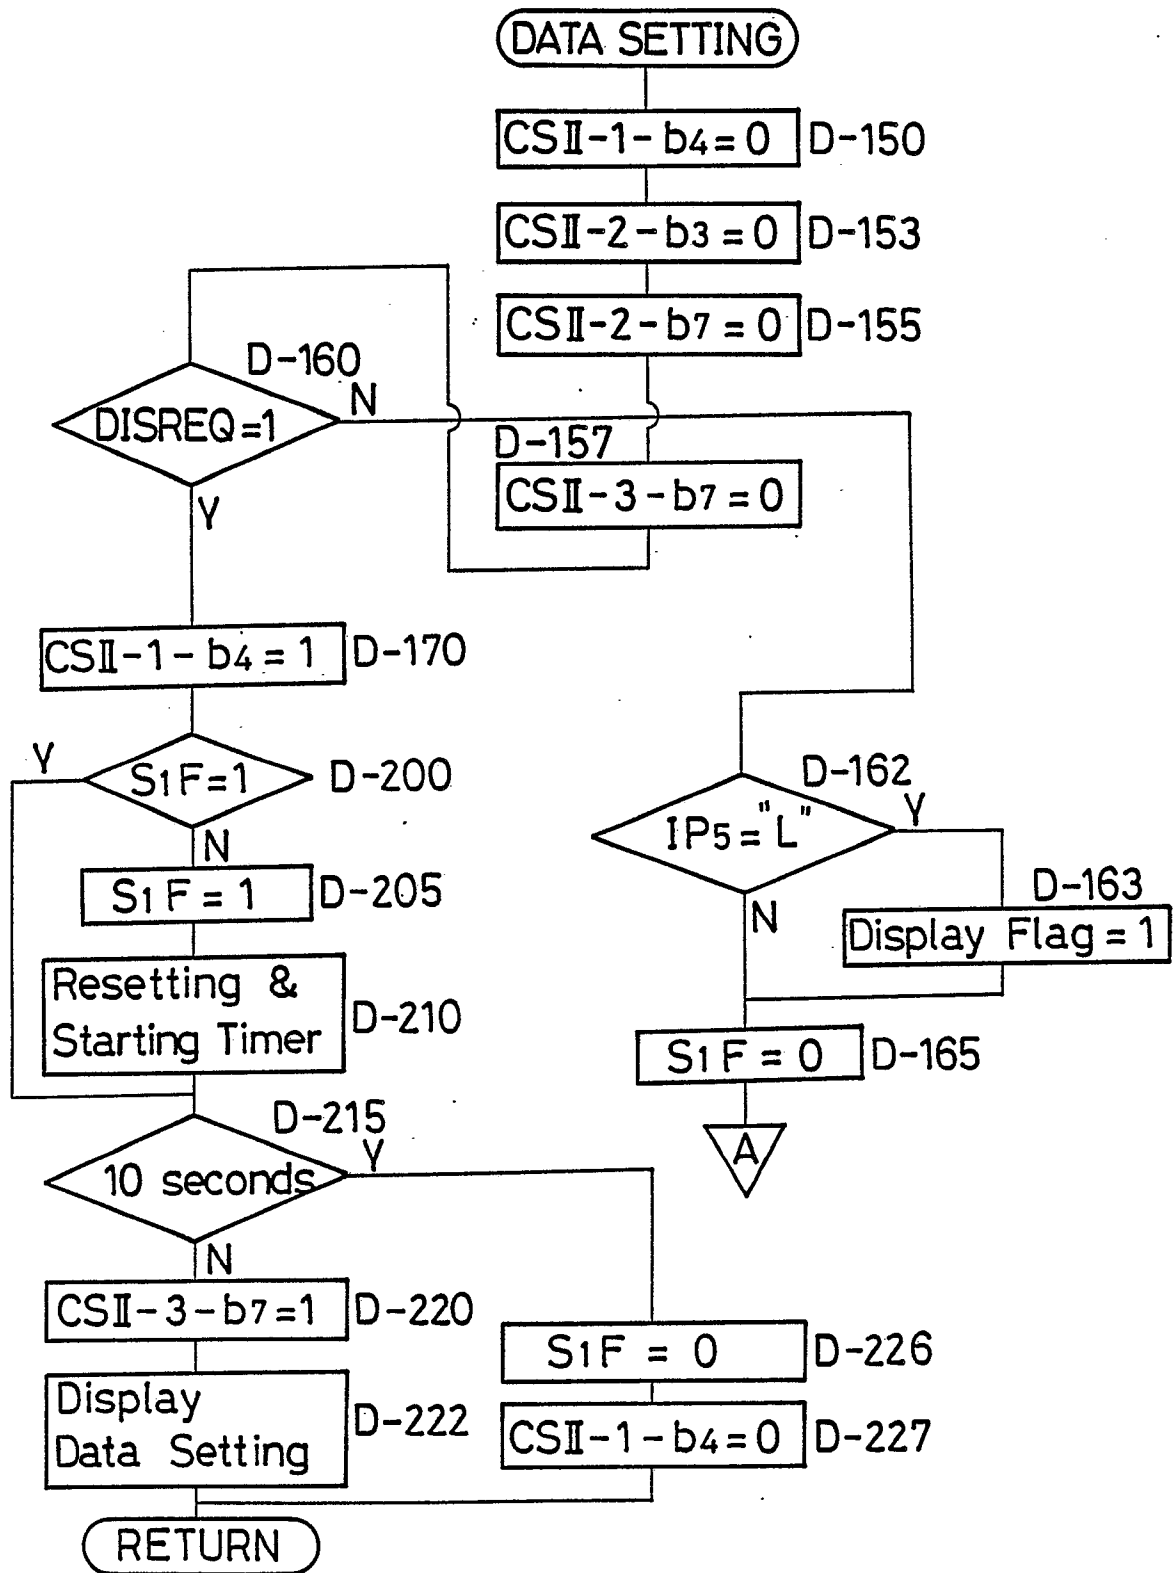 DATA SETTING
CSⅡ-1-b4=0 D-150
CSⅡ-2-b3=0 D-153
CSⅡ-2-b7=0 D-155
D-160
DISREQ=1
N
Y
D-157
CSⅡ-3-b7=0
CSⅡ-1-b4=1 D-170
Y
S1F=1 D-200
N
S1F=1 D-205
Resetting &
Starting Timer
D-210
D-162
IP5="L"
Y
N
D-163
Display Flag=1
S1F=0 D-165
A
D-215
10 seconds
Y
N
CSⅡ-3-b7=1 D-220
Display
Data Setting
D-222
S1F=0 D-226
CSⅡ-1-b4=0 D-227
RETURN